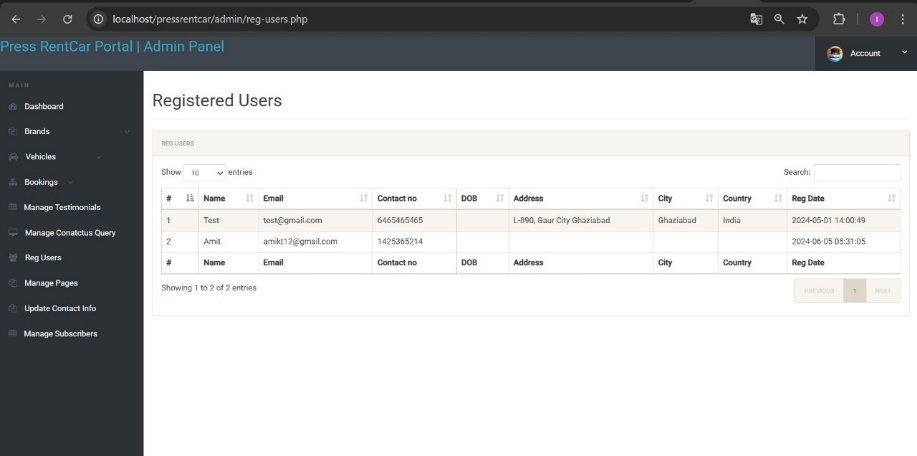 localhost/pressrentcar/admin/reg-users.php
I
Press RentCar Portal | Admin Panel
Account
MAIN
Dashboard
Brands
Vehicles
Bookings
Manage Testimonials
Manage Conatctus Query
Reg Users
Manage Pages
Update Contact Info
Manage Subscribers
Registered Users
REG USERS
Show 10 entries Search:
# Name Email Contact no DOB Address City Country Reg Date
1 Test test@gmail.com 6465465465 L-890, Gaur City Ghaziabad Ghaziabad India 2024-05-01 14:00:49
2 Amit amikt12@gmail.com 1425365214 2024-06-05 05:31:05
# Name Email Contact no DOB Address City Country Reg Date
Showing 1 to 2 of 2 entries
PREVIOUS 1 NEXT